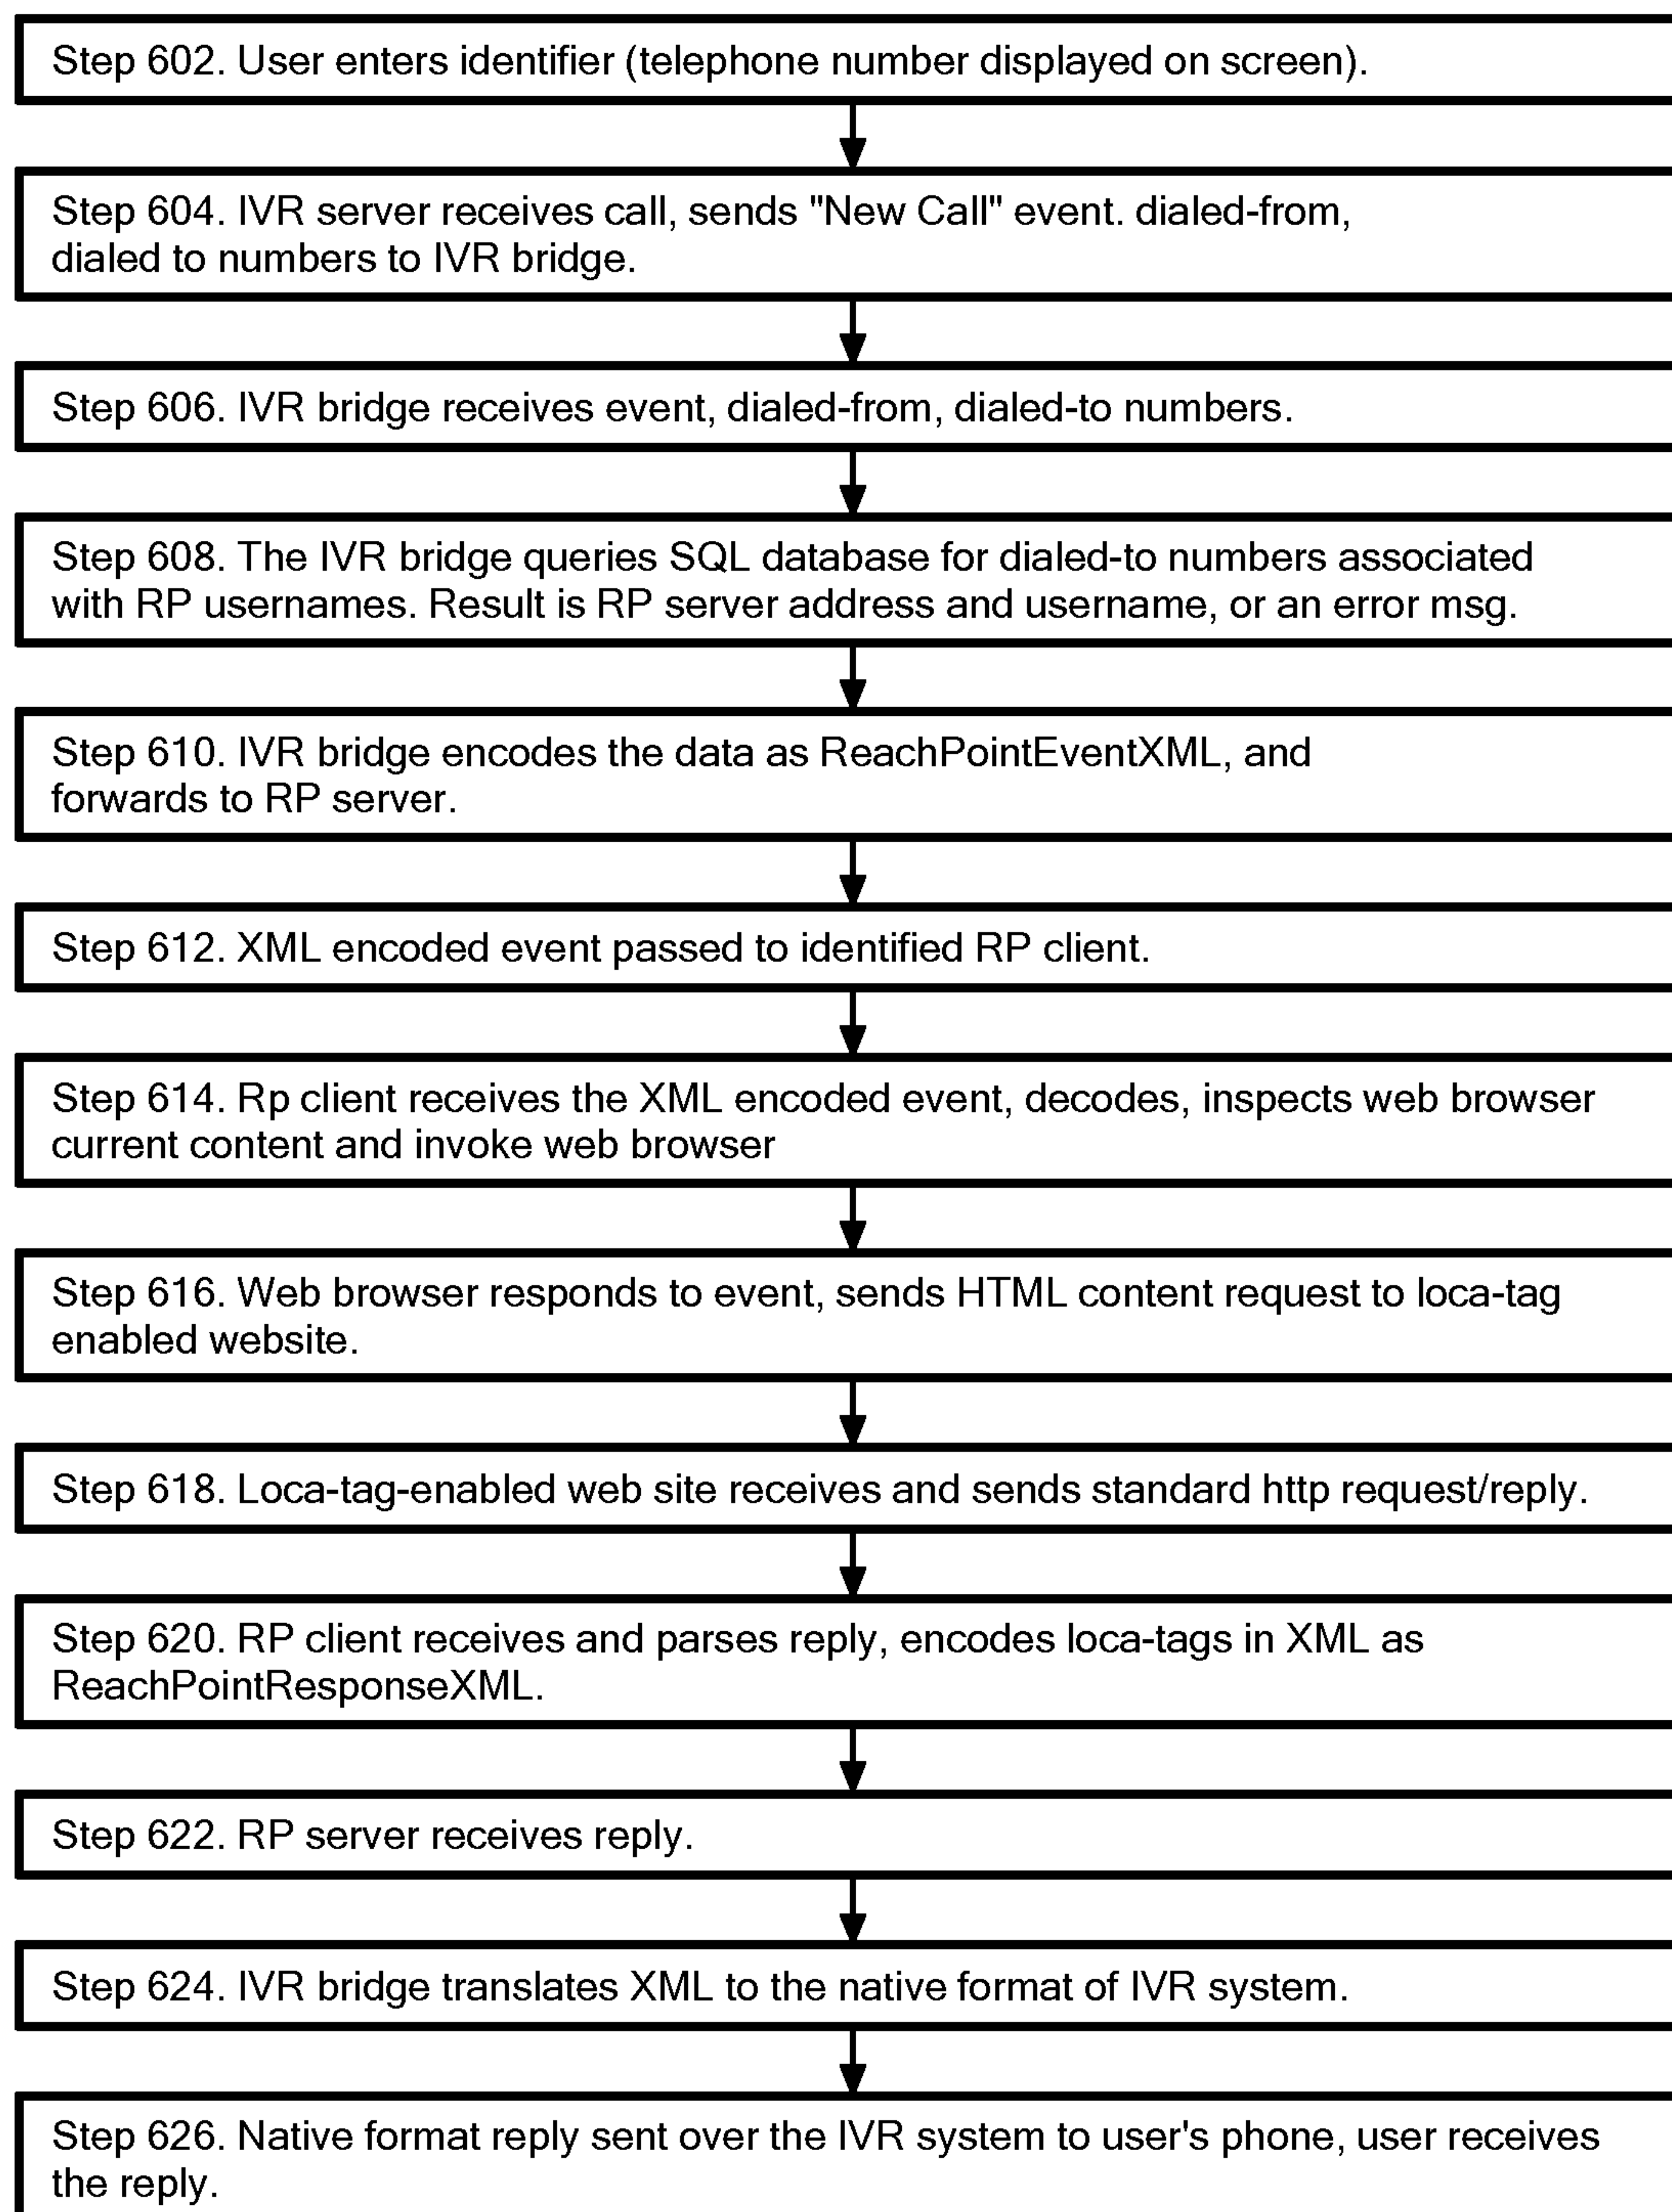 Step 602. User enters identifier (telephone number displayed on screen).
Step 604. IVR server receives call, sends "New Call" event. dialed-from,
dialed to numbers to IVR bridge.
Step 606. IVR bridge receives event, dialed-from, dialed-to numbers.
Step 608. The IVR bridge queries SQL database for dialed-to numbers associated
with RP usernames. Result is RP server address and username, or an error msg.
Step 610. IVR bridge encodes the data as ReachPointEventXML, and
forwards to RP server.
Step 612. XML encoded event passed to identified RP client.
Step 614. Rp client receives the XML encoded event, decodes, inspects web browser
current content and invoke web browser
Step 616. Web browser responds to event, sends HTML content request to loca-tag
enabled website.
Step 618. Loca-tag-enabled web site receives and sends standard http request/reply.
Step 620. RP client receives and parses reply, encodes loca-tags in XML as
ReachPointResponseXML.
Step 622. RP server receives reply.
Step 624. IVR bridge translates XML to the native format of IVR system.
Step 626. Native format reply sent over the IVR system to user's phone, user receives
the reply.